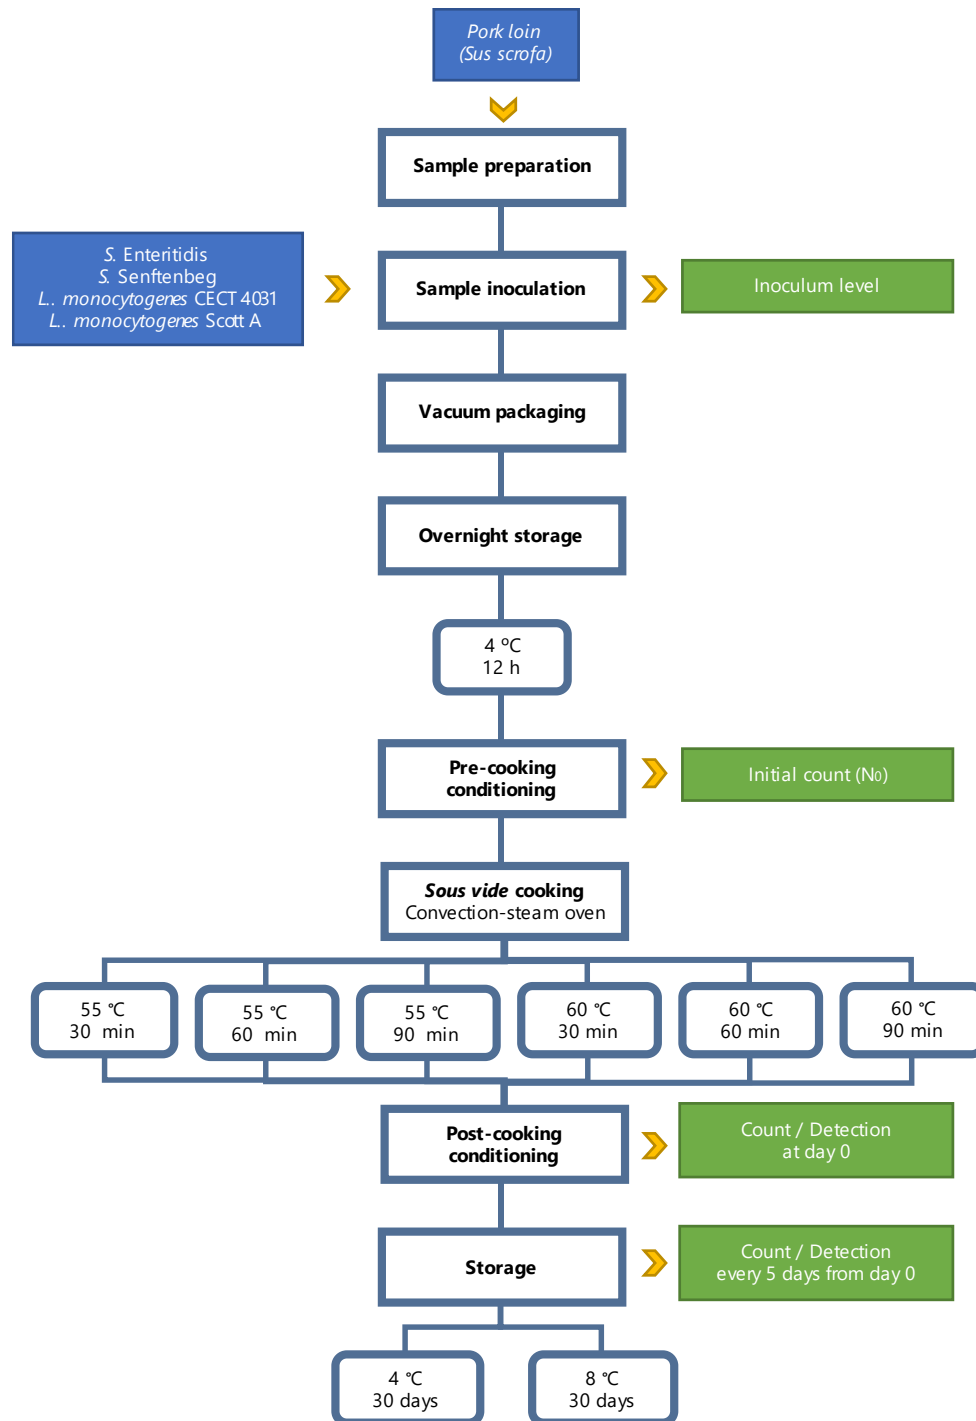 Pork loin
(Sus scrofa)
Sample preparation
S. Enteritidis
S. Senftenbeg
L.. monocytogenes CECT 4031
L.. monocytogenes Scott A
Sample inoculation
Inoculum level
Vacuum packaging
Overnight storage
4 ºC
12 h
Pre-cooking
conditioning
Initial count (N0)
Sous vide cooking
Convection-steam oven
55 °C
30 min
55 °C
60 min
55 °C
90 min
60 °C
30 min
60 °C
60 min
60 °C
90 min
Post-cooking
conditioning
Count / Detection
at day 0
Storage
Count / Detection
every 5 days from day 0
4 °C
30 days
8 °C
30 days